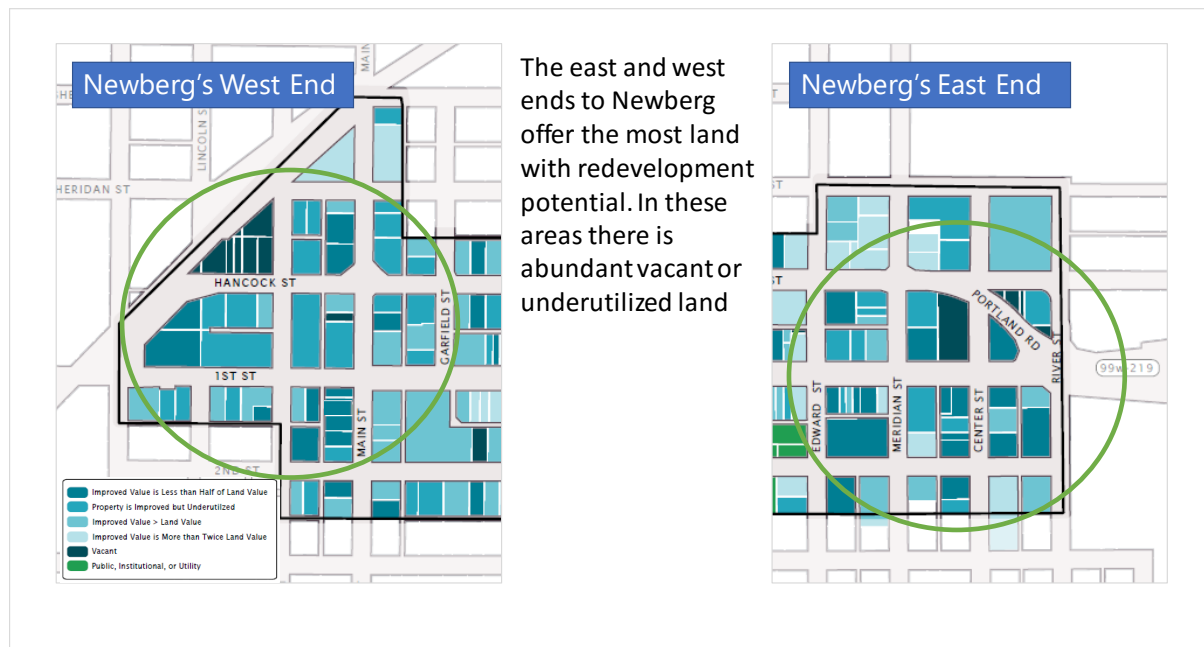 Newberg's West End
MAIN
LINCOLN S
HERIDAN ST
HANCOCK ST
GARFIELD ST
1ST ST
MAIN ST
2ND ST
Improved Value is Less than Half of Land Value
Property is Improved but Underutilzed
Improved Value > Land Value
Improved Value is More than Twice Land Value
Vacant
Public, Institutional, or Utility
The east and west
ends to Newberg
offer the most land
with redevelopment
potential. In these
areas there is
abundant vacant or
underutilized land
Newberg's East End
ST
ST
ST
PORTLAND RD
RIVER ST
99w-219
EDWARD ST
MERIDIAN ST
CENTER ST